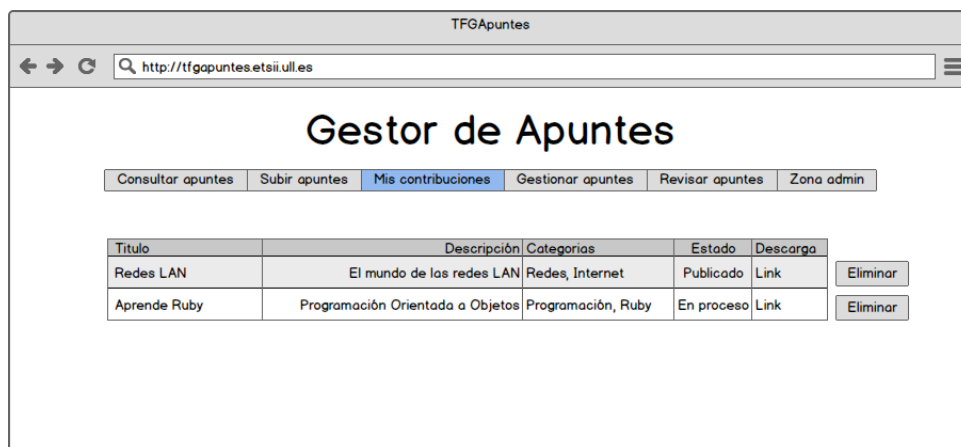 TFGApuntes
http://tfgapuntes.etsii.ull.es
Gestor de Apuntes
Consultar apuntes Subir apuntes Mis contribuciones Gestionar apuntes Revisar apuntes Zona admin
Titulo Descripción Categorias Estado Descarga
Redes LAN El mundo de las redes LAN Redes, Internet Publicado Link Eliminar
Aprende Ruby Programación Orientada a Objetos Programación, Ruby En proceso Link Eliminar